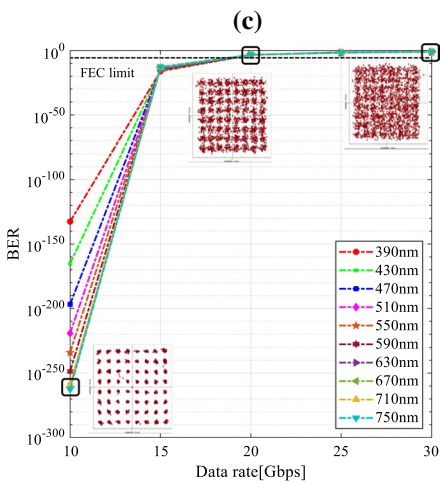 (c)
10^0
FEC limit
10^-50
10^-100
10^-150
10^-200
10^-250
10^-300
BER
390nm
430nm
470nm
510nm
550nm
590nm
630nm
670nm
710nm
750nm
10 15 20 25 30
Data rate[Gbps]